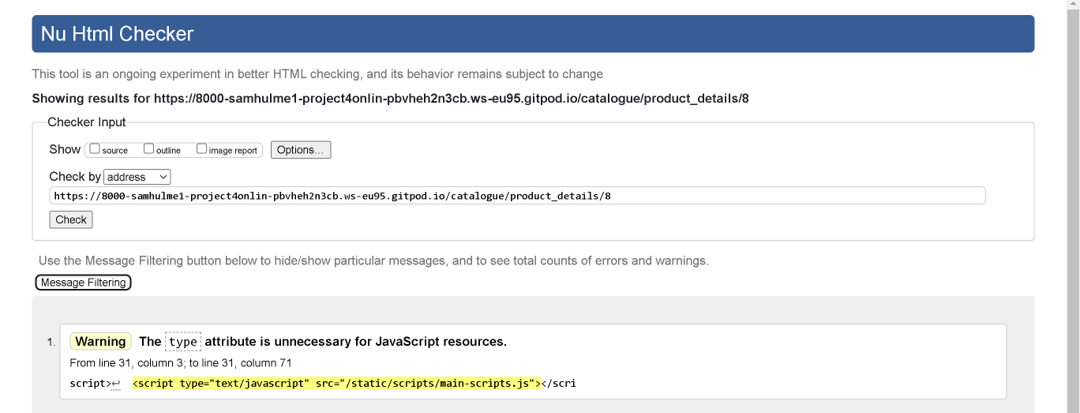 Nu Html Checker
This tool is an ongoing experiment in better HTML checking, and its behavior remains subject to change
Showing results for https://8000-samhulme1-project4onlin-pbvheh2n3cb.ws-eu95.gitpod.io/catalogue/product_details/8
Checker Input
Show source outline image report Options...
Check by address
https://8000-samhulme1-project4onlin-pbvheh2n3cb.ws-eu95.gitpod.io/catalogue/product_details/8
Check
Use the Message Filtering button below to hide/show particular messages, and to see total counts of errors and warnings.
Message Filtering
1. Warning The type attribute is unnecessary for JavaScript resources.
From line 31, column 3; to line 31, column 71
script>↩ <script type="text/javascript" src="/static/scripts/main-scripts.js"></scri